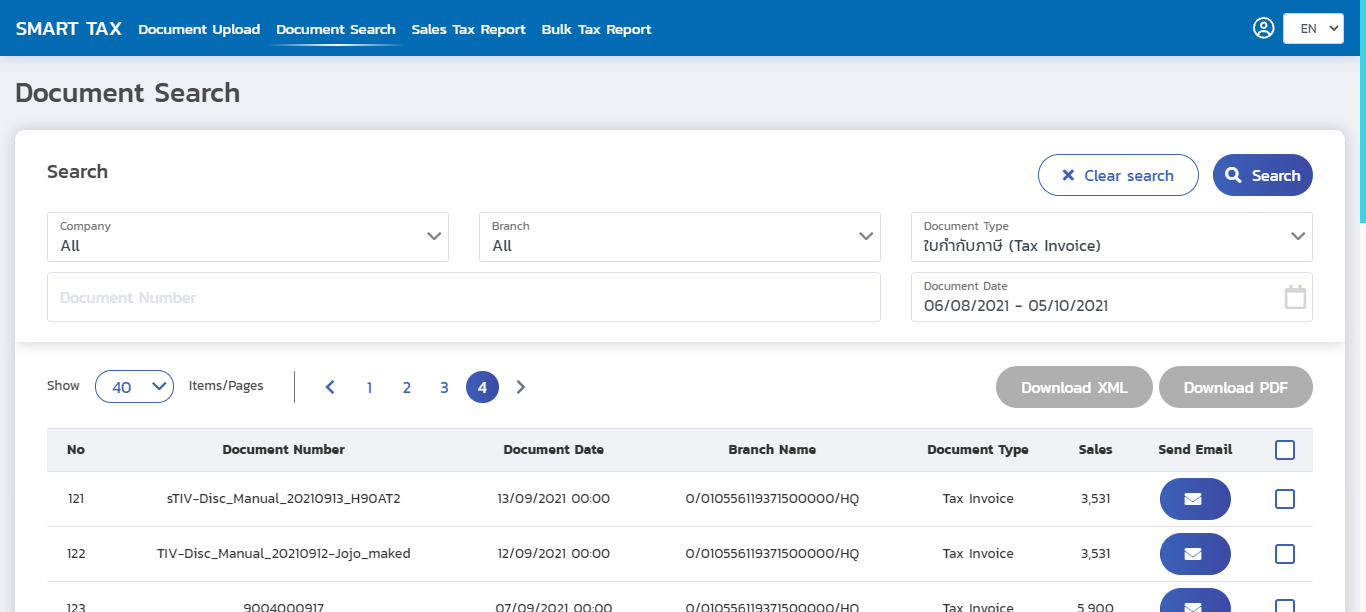 SMART TAX Document Upload Document Search Sales Tax Report Bulk Tax Report EN
Document Search
Search Clear search Search
Company Branch Document Type
All All ใบกำกับภาษี (Tax Invoice)
Document Number Document Date
06/08/2021 - 05/10/2021
Show 40 Items/Pages 1 2 3 4 Download XML Download PDF
No Document Number Document Date Branch Name Document Type Sales Send Email
121 sTIV-Disc_Manual_20210913_H90AT2 13/09/2021 00:00 0/010556119371500000/HQ Tax Invoice 3,531
122 TIV-Disc_Manual_20210912-Jojo_maked 12/09/2021 00:00 0/010556119371500000/HQ Tax Invoice 3,531
123 9004000917 07/09/2021 00:00 0/010556119371500000/HQ Tax Invoice 5,900